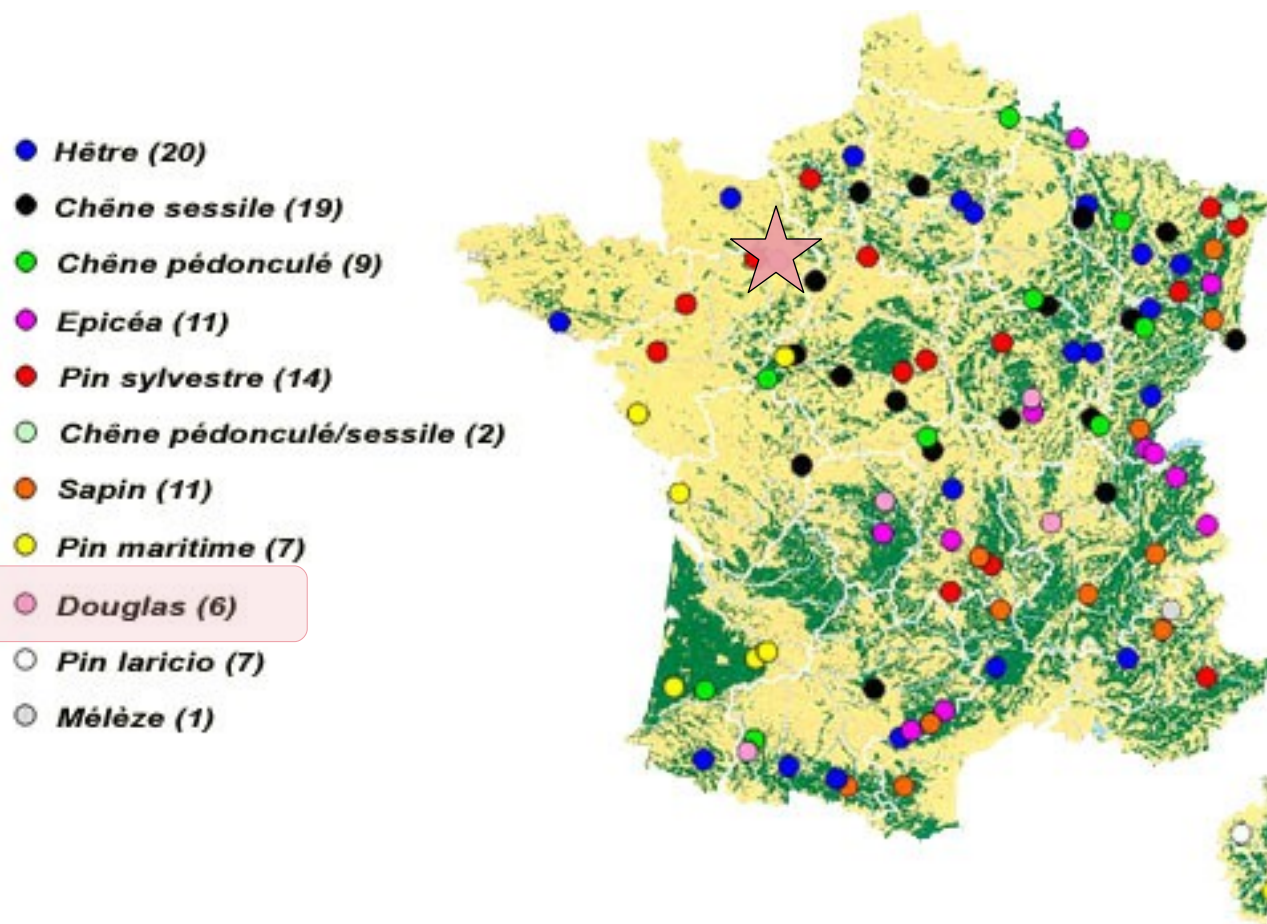 Hêtre (20)
Chêne sessile (19)
Chêne pédonculé (9)
Epicéa (11)
Pin sylvestre (14)
Chêne pédonculé/sessile (2)
Sapin (11)
Pin maritime (7)
Douglas (6)
Pin laricio (7)
Mélèze (1)